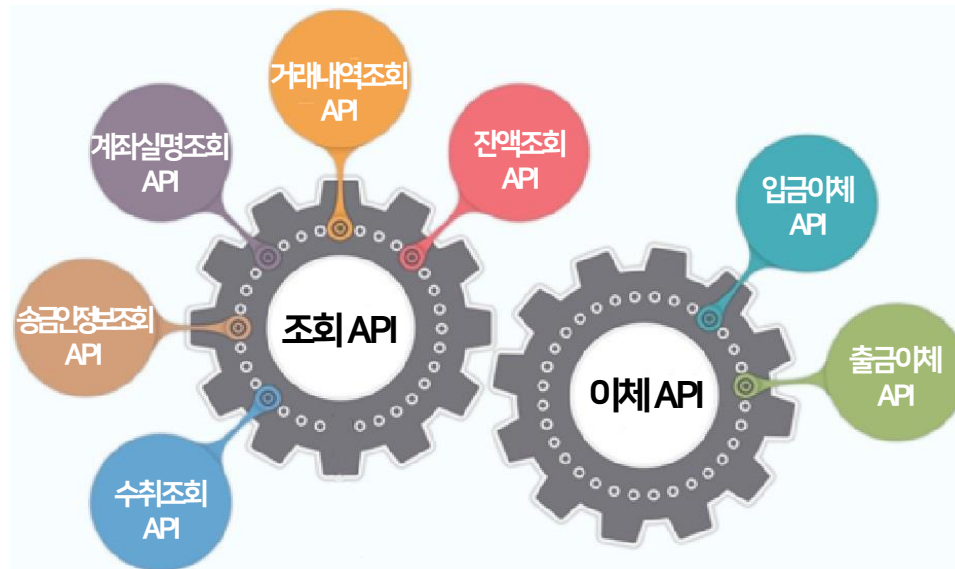 거래내역조회
API
계좌실명조회
API
잔액조회
API
송금인정보조회
API
수취조회
API
조회 API
입금이체
API
출금이체
API
이체 API